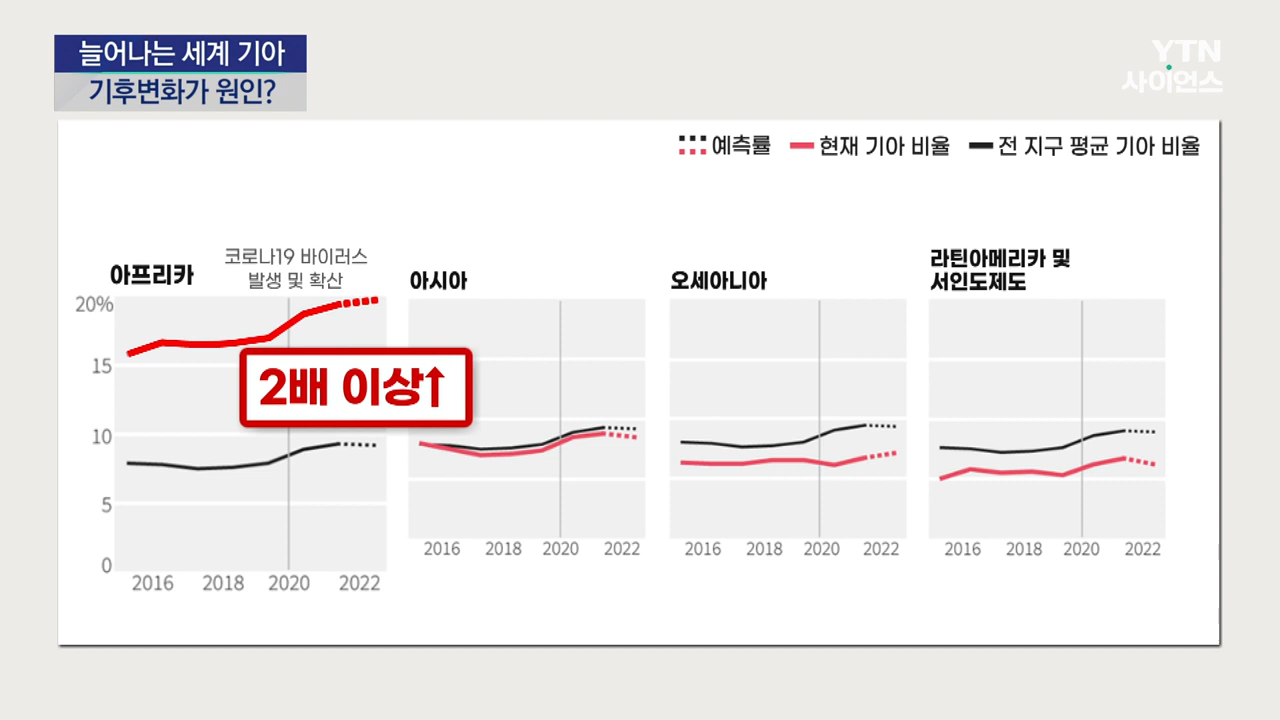 늘어나는 세계 기아
기후변화가 원인?
YTN
사이언스
예측률 현재 기아 비율 전 지구 평균 기아 비율
아프리카
코로나19 바이러스
발생 및 확산
아시아
오세아니아
라틴아메리카 및
서인도제도
20%
15
10
5
0
2배 이상↑
2016 2018 2020 2022
2016 2018 2020 2022
2016 2018 2020 2022
2016 2018 2020 2022